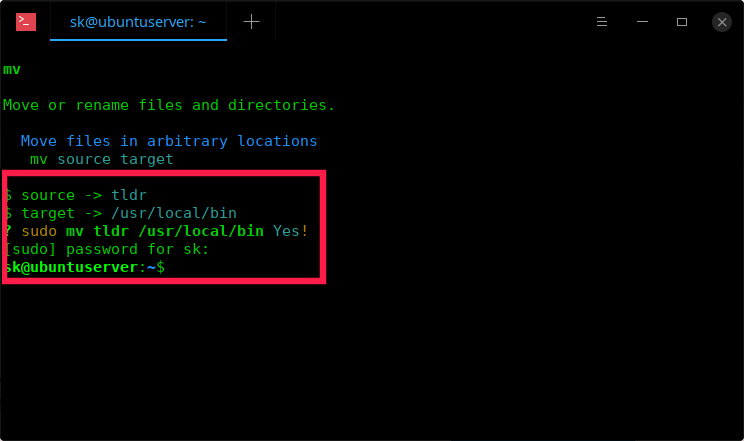 sk@ubuntuserver: ~
mv
Move or rename files and directories.
Move files in arbitrary locations
mv source target
$ source -> tldr
$ target -> /usr/local/bin
? sudo mv tldr /usr/local/bin Yes!
[sudo] password for sk:
sk@ubuntuserver:~$